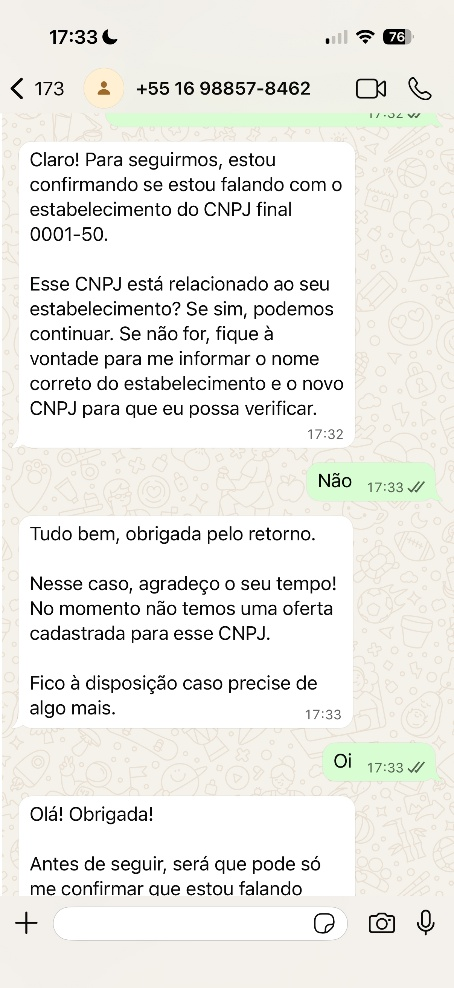 17:33
76
173
+55 16 98857-8462
17:32
Claro! Para seguirmos, estou
confirmando se estou falando com o
estabelecimento do CNPJ final
0001-50.
Esse CNPJ está relacionado ao seu
estabelecimento? Se sim, podemos
continuar. Se não for, fique à
vontade para me informar o nome
correto do estabelecimento e o novo
CNPJ para que eu possa verificar.
17:32
Não 17:33
Tudo bem, obrigada pelo retorno.
Nesse caso, agradeço o seu tempo!
No momento não temos uma oferta
cadastrada para esse CNPJ.
Fico à disposição caso precise de
algo mais.
17:33
Oi 17:33
Olá! Obrigada!
Antes de seguir, será que pode só
me confirmar que estou falando